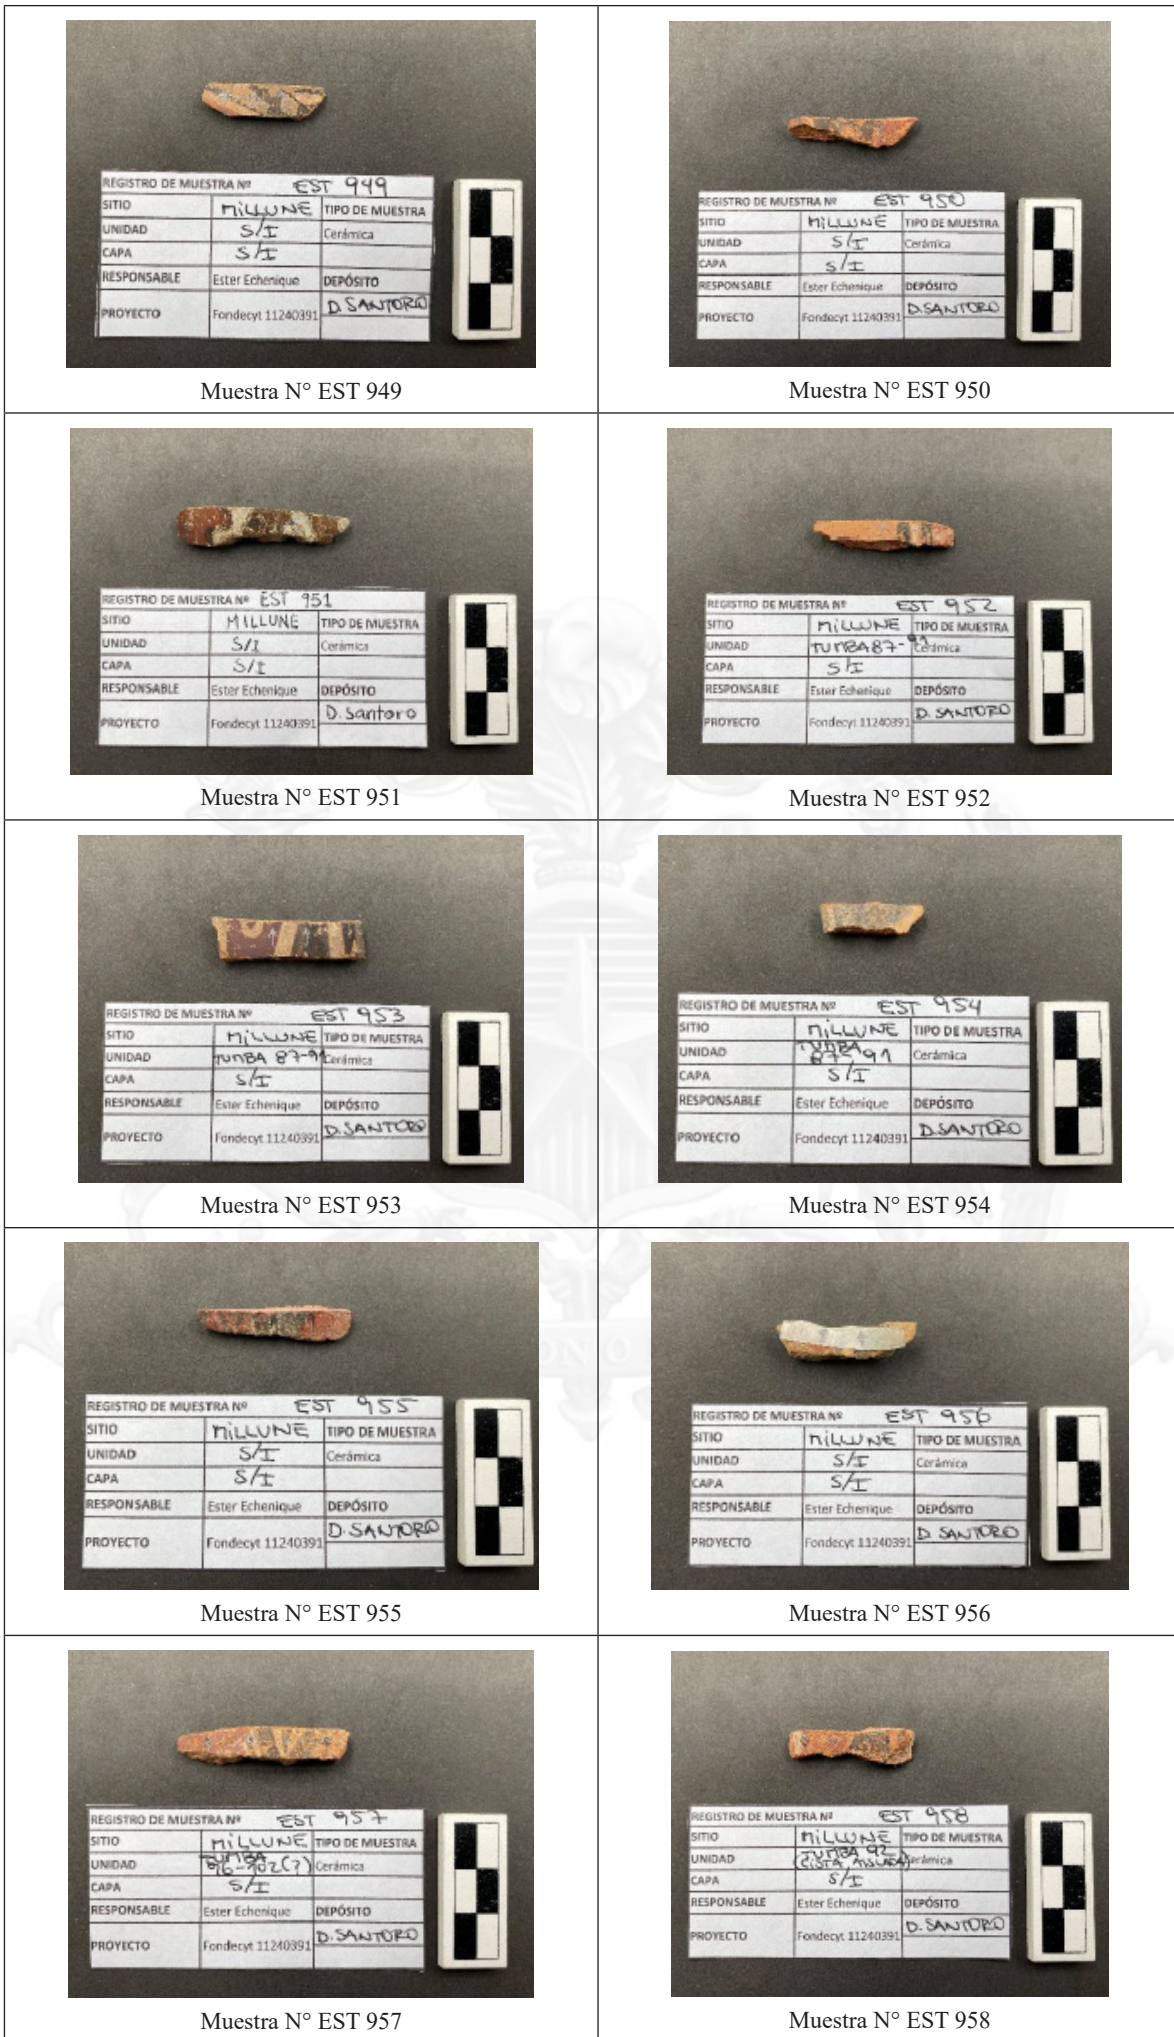 REGISTRO DE MUESTRA Nº EST 949
SITIO MILLUNE TIPO DE MUESTRA
UNIDAD S/I Cerámica
CAPA S/I
RESPONSABLE Ester Echenique DEPÓSITO
PROYECTO Fondecyt 11240391 D. SANTORO
Muestra N° EST 949
REGISTRO DE MUESTRA Nº EST 950
SITIO MILLUNE TIPO DE MUESTRA
UNIDAD S/I Cerámica
CAPA S/I
RESPONSABLE Ester Echenique DEPÓSITO
PROYECTO Fondecyt 11240391 D. SANTORO
Muestra N° EST 950
REGISTRO DE MUESTRA Nº EST 951
SITIO MILLUNE TIPO DE MUESTRA
UNIDAD S/I Cerámica
CAPA S/I
RESPONSABLE Ester Echenique DEPÓSITO
PROYECTO Fondecyt 11240391 D. Santoro
Muestra N° EST 951
REGISTRO DE MUESTRA Nº EST 952
SITIO MILLUNE TIPO DE MUESTRA
UNIDAD TUMBA 87-91 Cerámica
CAPA S/I
RESPONSABLE Ester Echenique DEPÓSITO
PROYECTO Fondecyt 11240391 D. SANTORO
Muestra N° EST 952
REGISTRO DE MUESTRA Nº EST 953
SITIO MILLUNE TIPO DE MUESTRA
UNIDAD TUMBA 87-91 Cerámica
CAPA S/I
RESPONSABLE Ester Echenique DEPÓSITO
PROYECTO Fondecyt 11240391 D. SANTORO
Muestra N° EST 953
REGISTRO DE MUESTRA Nº EST 954
SITIO MILLUNE TIPO DE MUESTRA
UNIDAD TUMBA 87-91 Cerámica
CAPA S/I
RESPONSABLE Ester Echenique DEPÓSITO
PROYECTO Fondecyt 11240391 D. SANTORO
Muestra N° EST 954
REGISTRO DE MUESTRA Nº EST 955
SITIO MILLUNE TIPO DE MUESTRA
UNIDAD S/I Cerámica
CAPA S/I
RESPONSABLE Ester Echenique DEPÓSITO
PROYECTO Fondecyt 11240391 D. SANTORO
Muestra N° EST 955
REGISTRO DE MUESTRA Nº EST 956
SITIO MILLUNE TIPO DE MUESTRA
UNIDAD S/I Cerámica
CAPA S/I
RESPONSABLE Ester Echenique DEPÓSITO
PROYECTO Fondecyt 11240391 D. SANTORO
Muestra N° EST 956
REGISTRO DE MUESTRA Nº EST 957
SITIO MILLUNE TIPO DE MUESTRA
UNIDAD TUMBA Cerámica
CAPA S/I
RESPONSABLE Ester Echenique DEPÓSITO
PROYECTO Fondecyt 11240391 D. SANTORO
Muestra N° EST 957
REGISTRO DE MUESTRA Nº EST 958
SITIO MILLUNE TIPO DE MUESTRA
UNIDAD TUMBA 92 (CISTA AISLADA) Cerámica
CAPA S/I
RESPONSABLE Ester Echenique DEPÓSITO
PROYECTO Fondecyt 11240391 D. SANTORO
Muestra N° EST 958